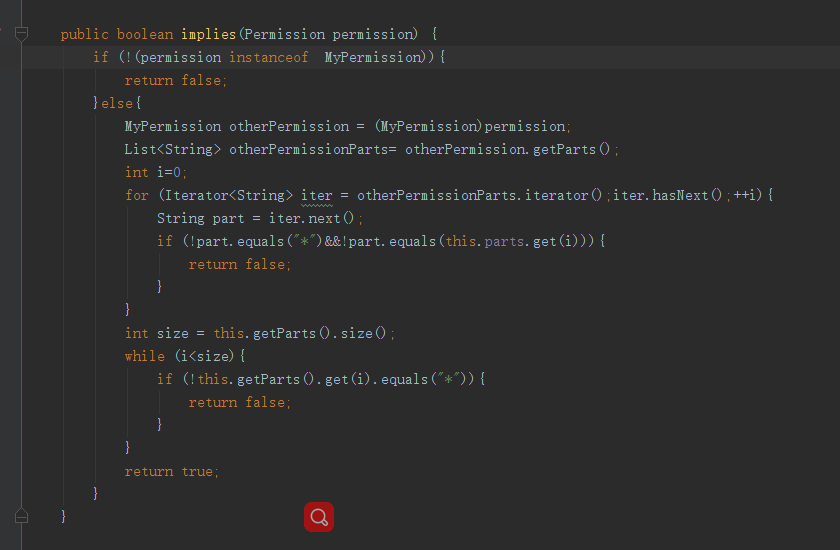 public boolean implies(Permission permission) {
if (!(permission instanceof  MyPermission)){
return false;
}else{
MyPermission otherPermission = (MyPermission)permission;
List<String> otherPermissionParts= otherPermission.getParts();
int i=0;
for (Iterator<String> iter = otherPermissionParts.iterator();iter.hasNext();++i){
String part = iter.next();
if (!part.equals("*")&&!part.equals(this.parts.get(i))){
return false;
}
}
int size = this.getParts().size();
while (i<size){
if (!this.getParts().get(i).equals("*")){
return false;
}
}
return true;
}
}